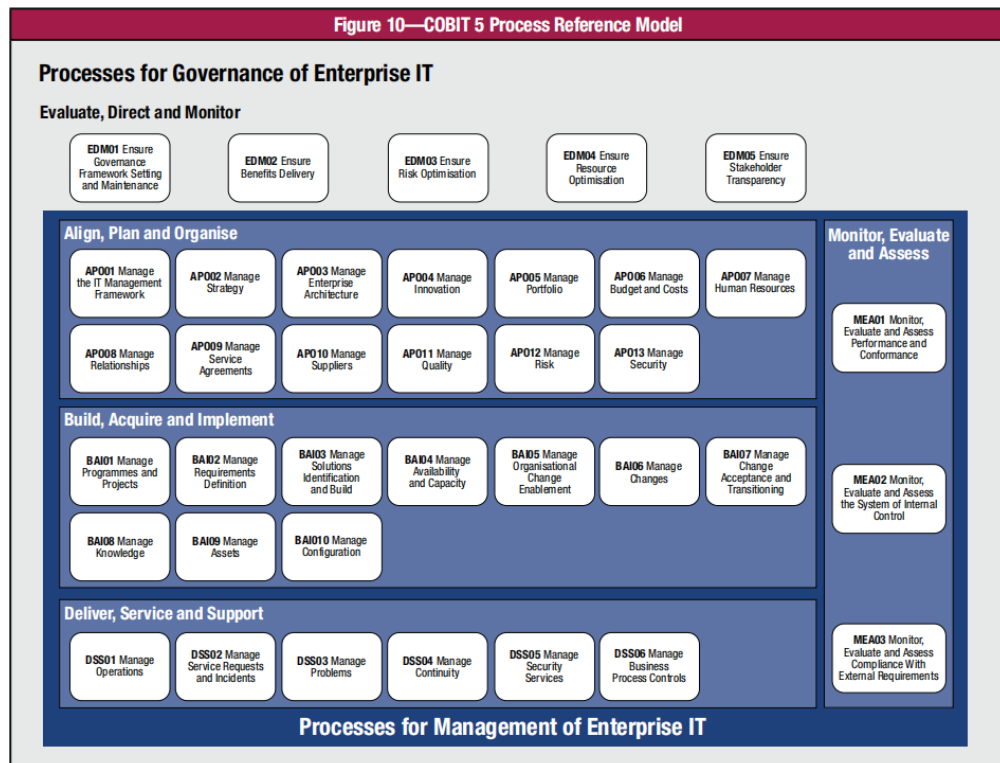 Figure 10—COBIT 5 Process Reference Model
Processes for Governance of Enterprise IT
Evaluate, Direct and Monitor
EDM01 Ensure
Governance
Framework Setting
and Maintenance
EDM02 Ensure
Benefits Delivery
EDM03 Ensure
Risk Optimisation
EDM04 Ensure
Resource
Optimisation
EDM05 Ensure
Stakeholder
Transparency
Align, Plan and Organise
APO01 Manage
the IT Management
Framework
APO02 Manage
Strategy
APO03 Manage
Enterprise
Architecture
APO04 Manage
Innovation
APO05 Manage
Portfolio
APO06 Manage
Budget and Costs
APO07 Manage
Human Resources
APO08 Manage
Relationships
APO09 Manage
Service
Agreements
APO10 Manage
Suppliers
APO11 Manage
Quality
APO12 Manage
Risk
APO13 Manage
Security
Build, Acquire and Implement
BAI01 Manage
Programmes and
Projects
BAI02 Manage
Requirements
Definition
BAI03 Manage
Solutions
Identification
and Build
BAI04 Manage
Availability
and Capacity
BAI05 Manage
Organisational
Change
Enablement
BAI06 Manage
Changes
BAI07 Manage
Change
Acceptance and
Transitioning
BAI08 Manage
Knowledge
BAI09 Manage
Assets
BAI010 Manage
Configuration
Deliver, Service and Support
DSS01 Manage
Operations
DSS02 Manage
Service Requests
and Incidents
DSS03 Manage
Problems
DSS04 Manage
Continuity
DSS05 Manage
Security
Services
DSS06 Manage
Business
Process Controls
Monitor, Evaluate
and Assess
MEA01 Monitor,
Evaluate and Assess
Performance and
Conformance
MEA02 Monitor,
Evaluate and Assess
the System of Internal
Control
MEA03 Monitor,
Evaluate and Assess
Compliance With
External Requirements
Processes for Management of Enterprise IT